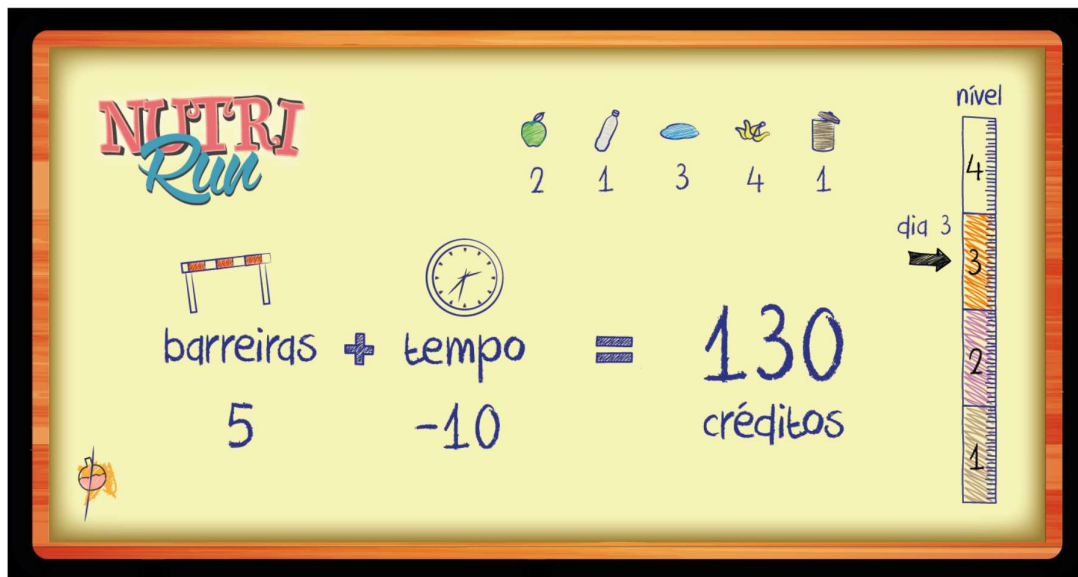 NUTRI
Run
2 1 3 4 1
nível
4
dia 3
3
2
1
barreiras + tempo = 130
5 -10 créditos